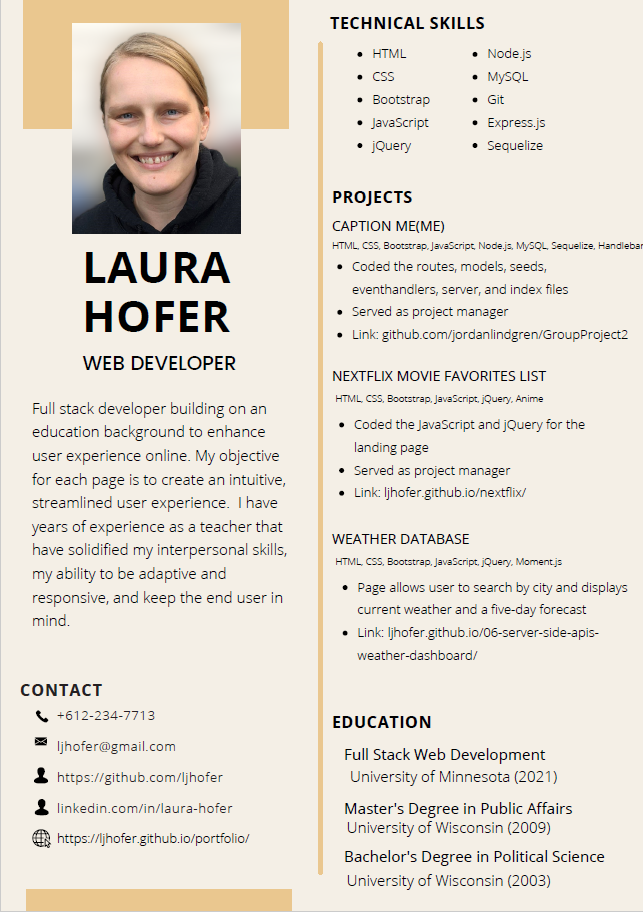 LAURA
HOFER
WEB DEVELOPER
Full stack developer building on an
education background to enhance
user experience online. My objective
for each page is to create an intuitive,
streamlined user experience.  I have
years of experience as a teacher that
have solidified my interpersonal skills,
my ability to be adaptive and
responsive, and keep the end user in
mind.
CONTACT
+612-234-7713
ljhofer@gmail.com
https://github.com/ljhofer
linkedin.com/in/laura-hofer
https://ljhofer.github.io/portfolio/
TECHNICAL SKILLS
• HTML
• CSS
• Bootstrap
• JavaScript
• jQuery
• Node.js
• MySQL
• Git
• Express.js
• Sequelize
PROJECTS
CAPTION ME(ME)
HTML, CSS, Bootstrap, JavaScript, Node.js, MySQL, Sequelize, Handlebar
• Coded the routes, models, seeds,
eventhandlers, server, and index files
• Served as project manager
• Link: github.com/jordanlindgren/GroupProject2
NEXTFLIX MOVIE FAVORITES LIST
HTML, CSS, Bootstrap, JavaScript, jQuery, Anime
• Coded the JavaScript and jQuery for the
landing page
• Served as project manager
• Link: ljhofer.github.io/nextflix/
WEATHER DATABASE
HTML, CSS, Bootstrap, JavaScript, jQuery, Moment.js
• Page allows user to search by city and displays
current weather and a five-day forecast
• Link: ljhofer.github.io/06-server-side-apis-
weather-dashboard/
EDUCATION
Full Stack Web Development
University of Minnesota (2021)
Master's Degree in Public Affairs
University of Wisconsin (2009)
Bachelor's Degree in Political Science
University of Wisconsin (2003)